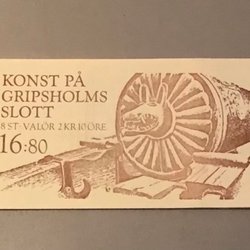 KONST PÅ
GRIPSHOLMS
SLOTT
8 ST VALÖR 2 KR 10 ÖRE
16:80